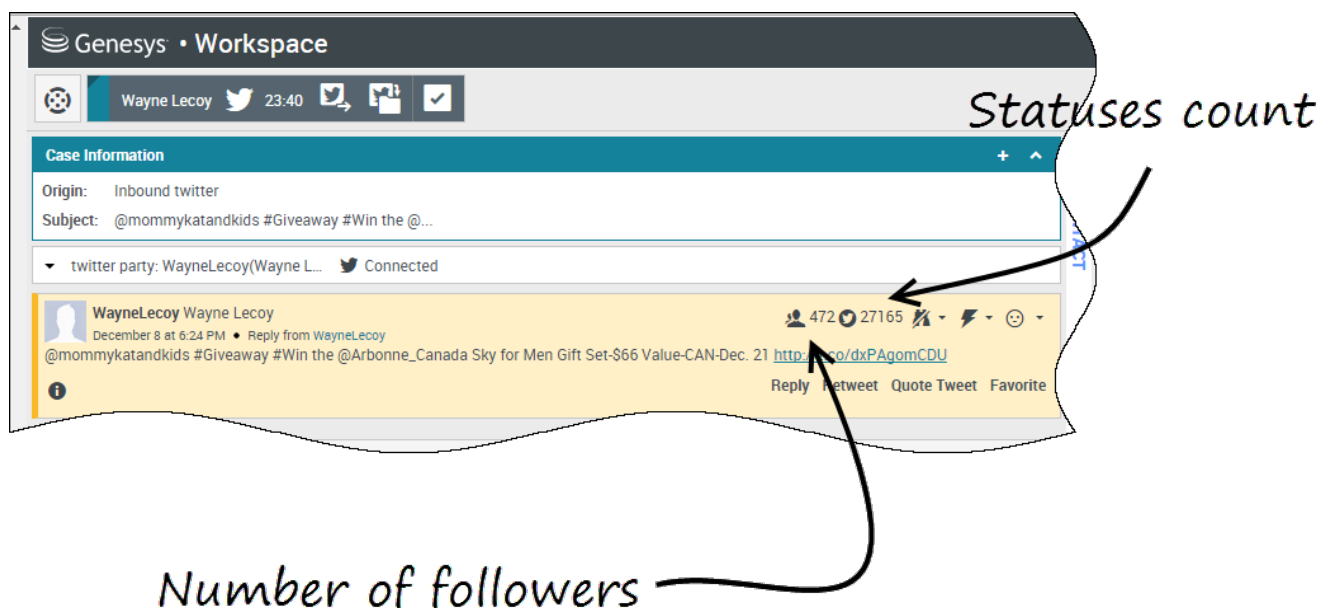 Genesys • Workspace
Wayne Lecoy 23:40
Statuses count
Case Information
Origin: Inbound twitter
Subject: @mommykatandkids #Giveaway #Win the @...
twitter party: WayneLecoy(Wayne L... Connected
WayneLecoy Wayne Lecoy 472 27165
December 8 at 6:24 PM • Reply from WayneLecoy
@mommykatandkids #Giveaway #Win the @Arbonne_Canada Sky for Men Gift Set-$66 Value-CAN-Dec. 21
Reply Retweet Quote Tweet Favorite
Number of followers